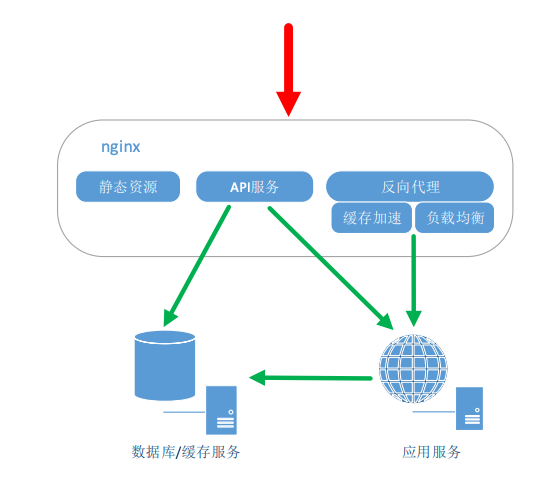 nginx
静态资源
API服务
反向代理
缓存加速
负载均衡
数据库/缓存服务
应用服务